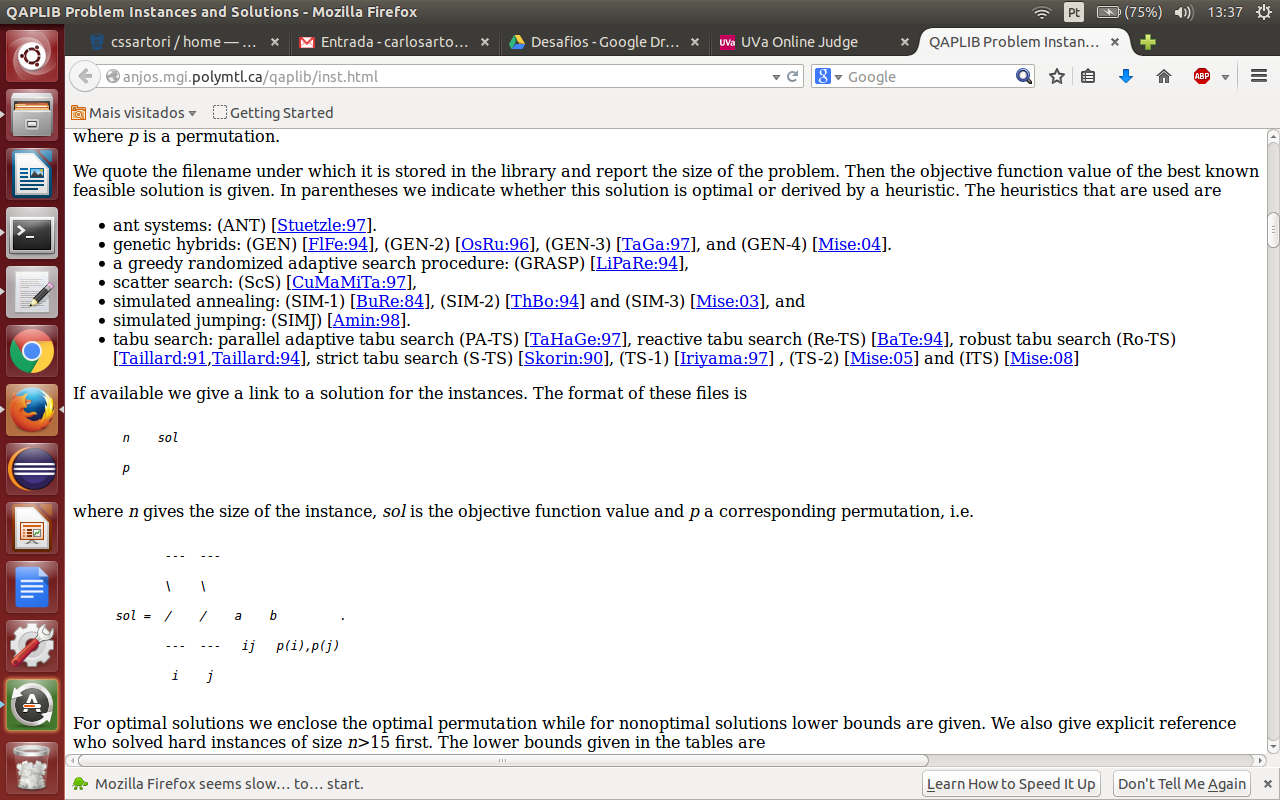 QAPLIB Problem Instances and Solutions - Mozilla Firefox
Pt (75%) 13:37
cssartori / home — ... × Entrada - carlosarto... × Desafios - Google Dr... × UVa UVa Online Judge × QAPLIB Problem Instan... ×
anjos.mgi.polymtl.ca/qaplib/inst.html Google ABP
Mais visitados Getting Started
where p is a permutation.
We quote the filename under which it is stored in the library and report the size of the problem. Then the objective function value of the best known
feasible solution is given. In parentheses we indicate whether this solution is optimal or derived by a heuristic. The heuristics that are used are
• ant systems: (ANT) [Stuetzle:97].
• genetic hybrids: (GEN) [FlFe:94], (GEN-2) [OsRu:96], (GEN-3) [TaGa:97], and (GEN-4) [Mise:04].
• a greedy randomized adaptive search procedure: (GRASP) [LiPaRe:94],
• scatter search: (ScS) [CuMaMiTa:97],
• simulated annealing: (SIM-1) [BuRe:84], (SIM-2) [ThBo:94] and (SIM-3) [Mise:03], and
• simulated jumping: (SIMJ) [Amin:98].
• tabu search: parallel adaptive tabu search (PA-TS) [TaHaGe:97], reactive tabu search (Re-TS) [BaTe:94], robust tabu search (Ro-TS)
[Taillard:91,Taillard:94], strict tabu search (S-TS) [Skorin:90], (TS-1) [Iriyama:97] , (TS-2) [Mise:05] and (ITS) [Mise:08]
If available we give a link to a solution for the instances. The format of these files is
n sol
p
where n gives the size of the instance, sol is the objective function value and p a corresponding permutation, i.e.
--- ---
\ \
sol = / / a b .
--- --- ij p(i),p(j)
i j
For optimal solutions we enclose the optimal permutation while for nonoptimal solutions lower bounds are given. We also give explicit reference
who solved hard instances of size n>15 first. The lower bounds given in the tables are
Mozilla Firefox seems slow... to... start. Learn How to Speed It Up Don't Tell Me Again ×